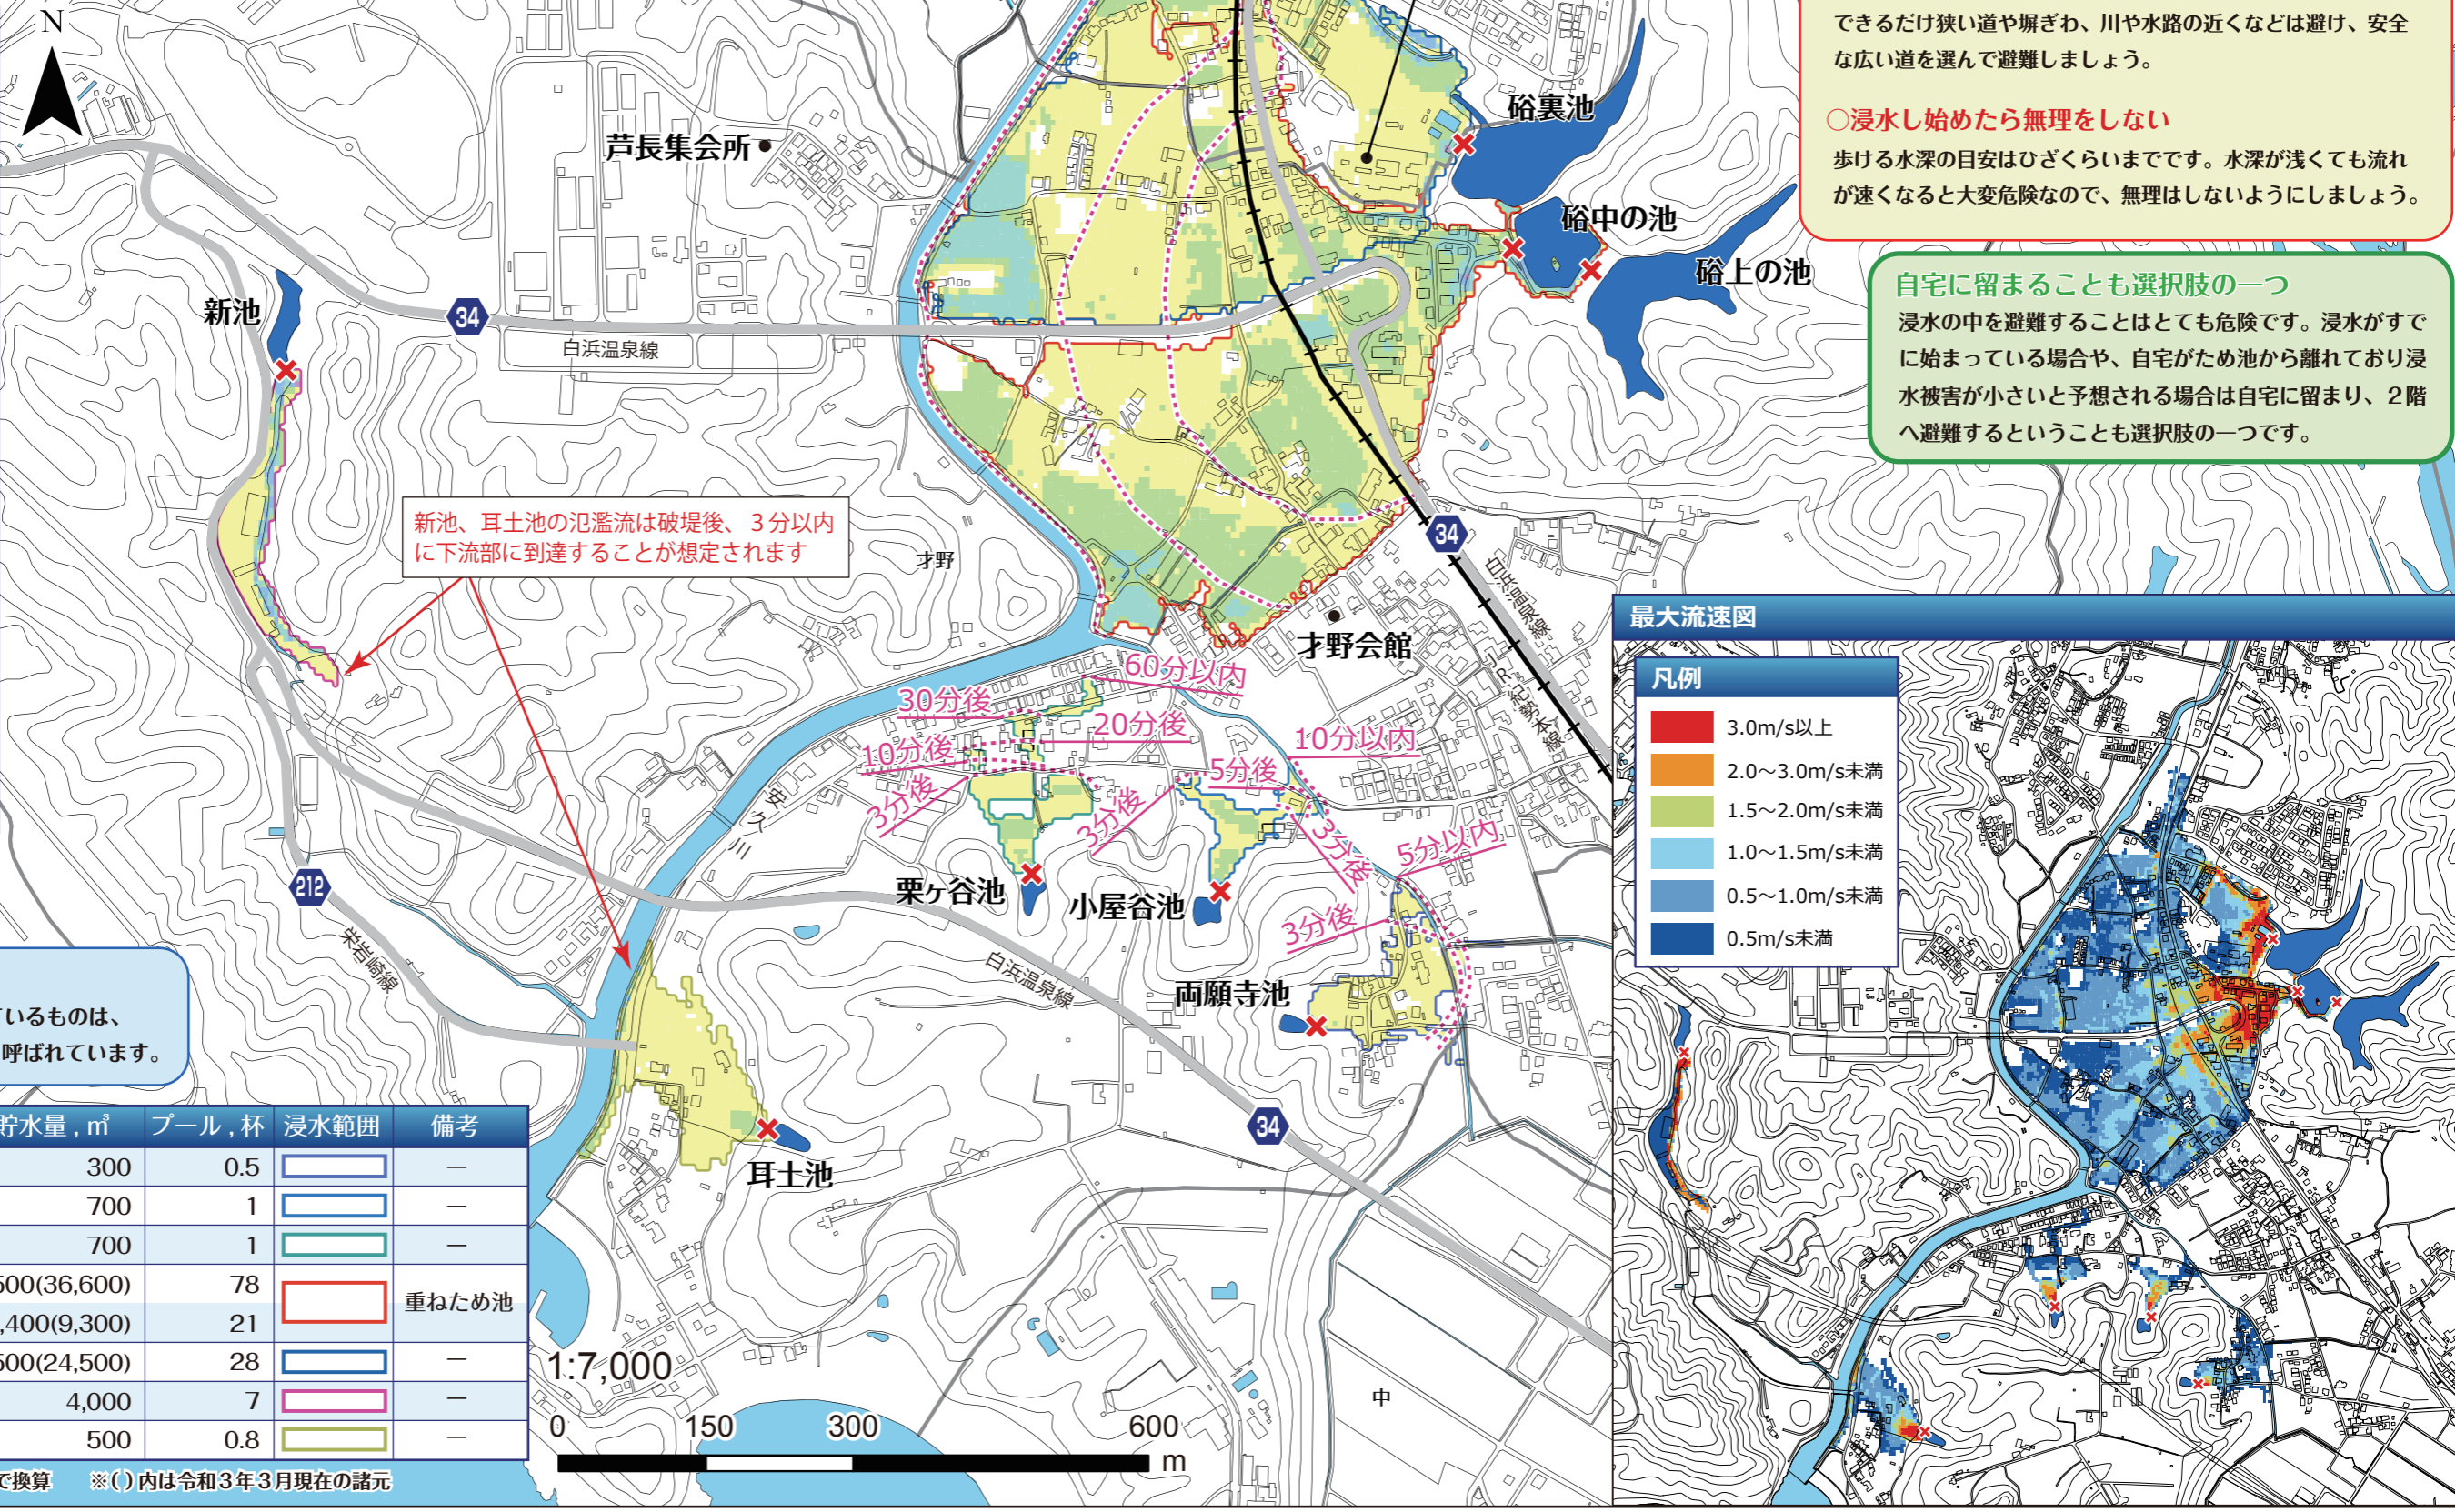 N
できるだけ狭い道や塀ぎわ、川や水路の近くなどは避け、安全
な広い道を選んで避難しましょう。
○浸水し始めたら無理をしない
歩ける水深の目安はひざくらいまでです。水深が浅くても流れ
が速くなると大変危険なので、無理はしないようにしましょう。
自宅に留まることも選択肢の一つ
浸水の中を避難することはとても危険です。浸水がすで
に始まっている場合や、自宅がため池から離れており浸
水被害が小さいと予想される場合は自宅に留まり、２階
へ避難するということも選択肢の一つです。
芦長集会所
硲裏池
硲中の池
硲上の池
新池
34
白浜温泉線
新池、耳土池の氾濫流は破堤後、３分以内
に下流部に到達することが想定されます
才野
34
白浜温泉線
才野会館
JR紀勢本線
60分以内
30分後
20分後
10分後
10分以内
5分後
3分後
3分後
3分後
5分以内
3分後
安久川
栗ヶ谷池
小屋谷池
両願寺池
212
栄岩崎線
白浜温泉線
34
耳土池
中
ているものは、
呼ばれています。
貯水量 , ㎥ プール , 杯 浸水範囲 備考
300 0.5 －
700 1 －
700 1 －
500(36,600) 78 重ねため池
,400(9,300) 21
500(24,500) 28 －
4,000 7 －
500 0.8 －
で換算 ※( ) 内は令和３年３月現在の諸元
1:7,000
0 150 300 600
m
最大流速図
凡例
3.0m/s以上
2.0～3.0m/s未満
1.5～2.0m/s未満
1.0～1.5m/s未満
0.5～1.0m/s未満
0.5m/s未満